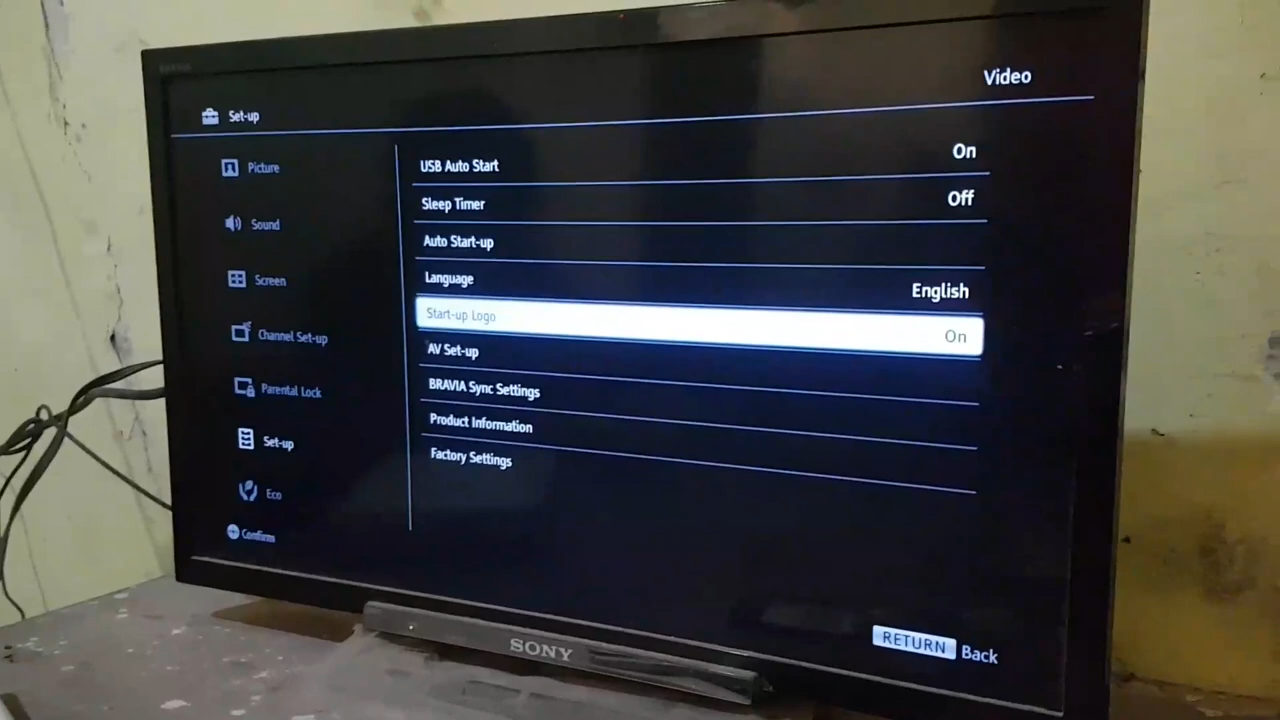 Video
Set-up
Picture
Sound
Screen
Channel Set-up
Parental Lock
Set-up
Eco
Confirm
USB Auto Start On
Sleep Timer Off
Auto Start-up
Language English
Start-up Logo On
AV Set-up
BRAVIA Sync Settings
Product Information
Factory Settings
RETURN Back
SONY